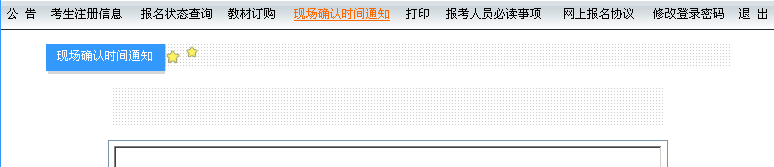 公 告 考生注册信息 报名状态查询 教材订购 现场确认时间通知 打印 报考人员必读事项 网上报名协议 修改登录密码 退 出
现场确认时间通知